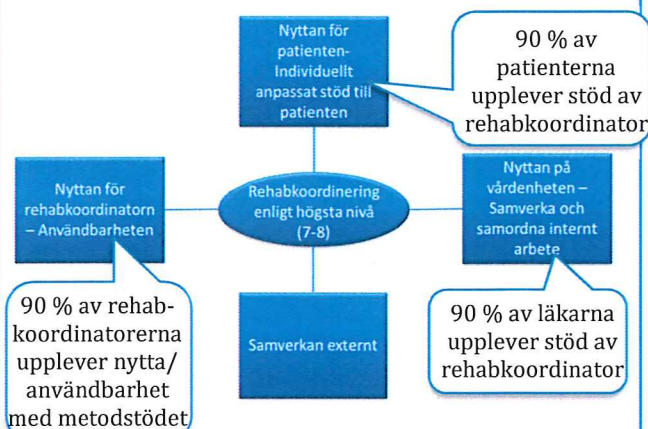 Nyttan för
patienten-
Individuellt
anpassat stöd till
patienten
90 % av
patienterna
upplever stöd av
rehabkoordinator
Nyttan för
rehabkoordinatorn
– Användbarheten
Rehabkoordinering
enligt högsta nivå
(7-8)
Nyttan på
vårdenheten –
Samverka och
samordna internt
arbete
90 % av rehab-
koordinatorerna
upplever nytta/
användbarhet
med metodstödet
Samverkan externt
90 % av läkarna
upplever stöd av
rehabkoordinator